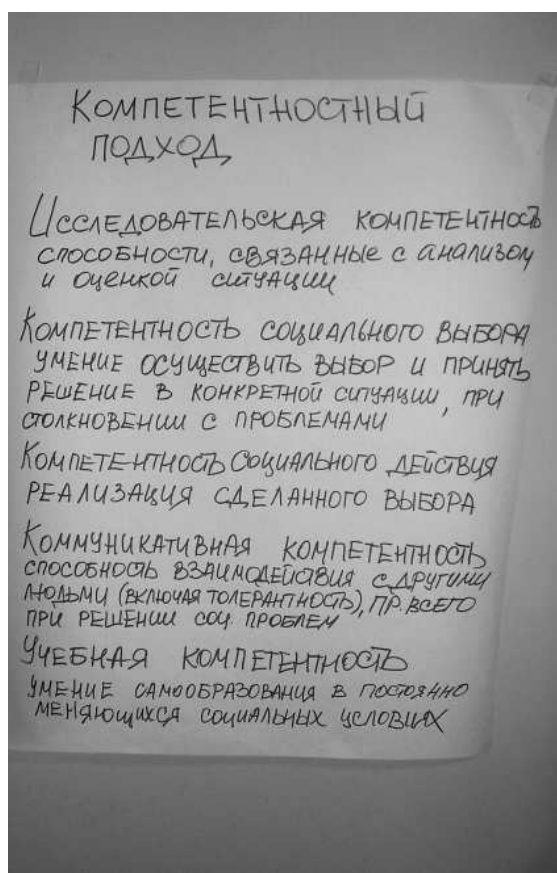 КОМПЕТЕНТНОСТНЫЙ
ПОДХОД
ИССЛЕДОВАТЕЛЬСКАЯ КОМПЕТЕНТНОСТЬ
СПОСОБНОСТИ, СВЯЗАННЫЕ С АНАЛИЗОМ
И ОЦЕНКОЙ СИТУАЦИИ
КОМПЕТЕНТНОСТЬ СОЦИАЛЬНОГО ВЫБОРА
УМЕНИЕ ОСУЩЕСТВИТЬ ВЫБОР И ПРИНЯТЬ
РЕШЕНИЕ В КОНКРЕТНОЙ СИТУАЦИИ, ПРИ
СТОЛКНОВЕНИИ С ПРОБЛЕМАМИ
КОМПЕТЕНТНОСТЬ СОЦИАЛЬНОГО ДЕЙСТВИЯ
РЕАЛИЗАЦИЯ СДЕЛАННОГО ВЫБОРА
КОММУНИКАТИВНАЯ КОМПЕТЕНТНОСТЬ
СПОСОБНОСТЬ ВЗАИМОДЕЙСТВИЯ С ДРУГИМИ
ЛЮДЬМИ (ВКЛЮЧАЯ ТОЛЕРАНТНОСТЬ), ПР. ВСЕГО
ПРИ РЕШЕНИИ СОЦ. ПРОБЛЕМ
УЧЕБНАЯ КОМПЕТЕНТНОСТЬ
УМЕНИЕ САМООБРАЗОВАНИЯ В ПОСТОЯННО
МЕНЯЮЩИХСЯ СОЦИАЛЬНЫХ УСЛОВИЯХ